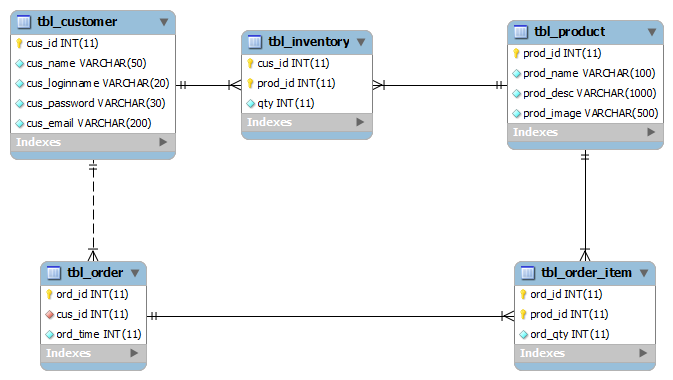 tbl_customer
cus_id INT(11)
cus_name VARCHAR(50)
cus_loginname VARCHAR(20)
cus_password VARCHAR(30)
cus_email VARCHAR(200)
Indexes
tbl_inventory
cus_id INT(11)
prod_id INT(11)
qty INT(11)
Indexes
tbl_product
prod_id INT(11)
prod_name VARCHAR(100)
prod_desc VARCHAR(1000)
prod_image VARCHAR(500)
Indexes
tbl_order
ord_id INT(11)
cus_id INT(11)
ord_time INT(11)
Indexes
tbl_order_item
ord_id INT(11)
prod_id INT(11)
ord_qty INT(11)
Indexes